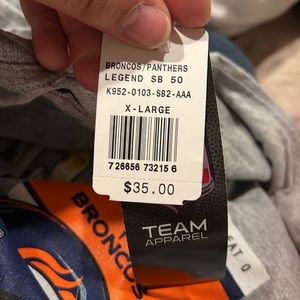 BRONCOS/PANTHERS
LEGEND SB 50
K952-0103-SB2-AAA
X-LARGE
7 26656 73215 6
$35.00
TEAM
APPAREL
BRONCOS